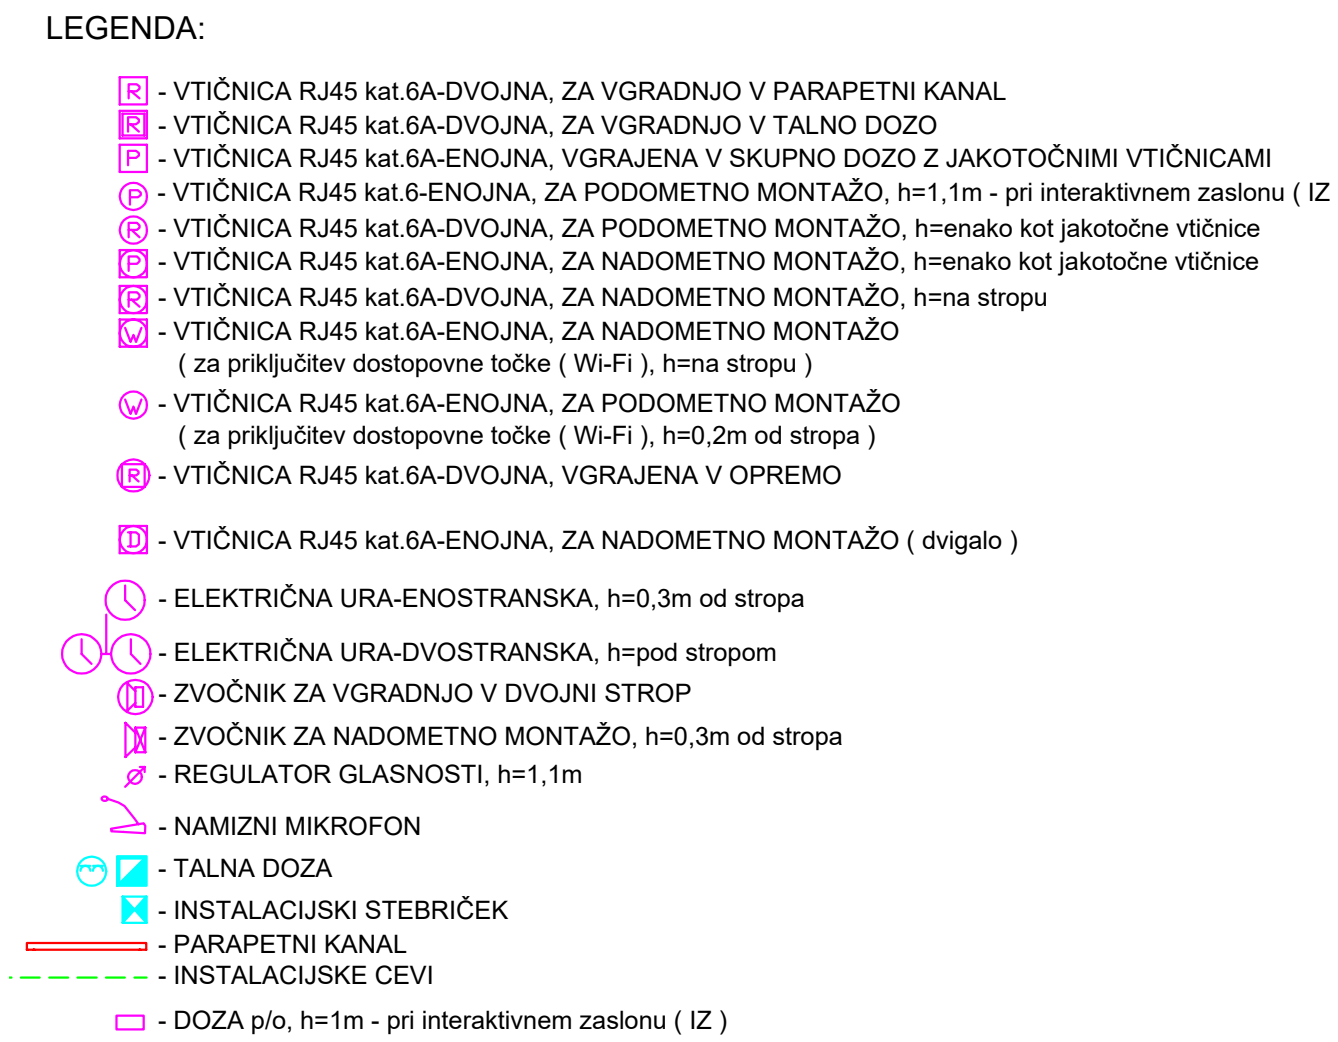 LEGENDA:
R - VTIČNICA RJ45 kat.6A-DVOJNA, ZA VGRADNJO V PARAPETNI KANAL
R - VTIČNICA RJ45 kat.6A-DVOJNA, ZA VGRADNJO V TALNO DOZO
P - VTIČNICA RJ45 kat.6A-ENOJNA, VGRAJENA V SKUPNO DOZO Z JAKOTOČNIMI VTIČNICAMI
P - VTIČNICA RJ45 kat.6-ENOJNA, ZA PODOMETNO MONTAŽO, h=1,1m - pri interaktivnem zaslonu ( IZ
R - VTIČNICA RJ45 kat.6A-DVOJNA, ZA PODOMETNO MONTAŽO, h=enako kot jakotočne vtičnice
P - VTIČNICA RJ45 kat.6A-ENOJNA, ZA NADOMETNO MONTAŽO, h=enako kot jakotočne vtičnice
R - VTIČNICA RJ45 kat.6A-DVOJNA, ZA NADOMETNO MONTAŽO, h=na stropu
W - VTIČNICA RJ45 kat.6A-ENOJNA, ZA NADOMETNO MONTAŽO
( za priključitev dostopovne točke ( Wi-Fi ), h=na stropu )
W - VTIČNICA RJ45 kat.6A-ENOJNA, ZA PODOMETNO MONTAŽO
( za priključitev dostopovne točke ( Wi-Fi ), h=0,2m od stropa )
R - VTIČNICA RJ45 kat.6A-DVOJNA, VGRAJENA V OPREMO
D - VTIČNICA RJ45 kat.6A-ENOJNA, ZA NADOMETNO MONTAŽO ( dvigalo )
- ELEKTRIČNA URA-ENOSTRANSKA, h=0,3m od stropa
- ELEKTRIČNA URA-DVOSTRANSKA, h=pod stropom
- ZVOČNIK ZA VGRADNJO V DVOJNI STROP
- ZVOČNIK ZA NADOMETNO MONTAŽO, h=0,3m od stropa
- REGULATOR GLASNOSTI, h=1,1m
- NAMIZNI MIKROFON
- TALNA DOZA
- INSTALACIJSKI STEBRIČEK
- PARAPETNI KANAL
- INSTALACIJSKE CEVI
- DOZA p/o, h=1m - pri interaktivnem zaslonu ( IZ )